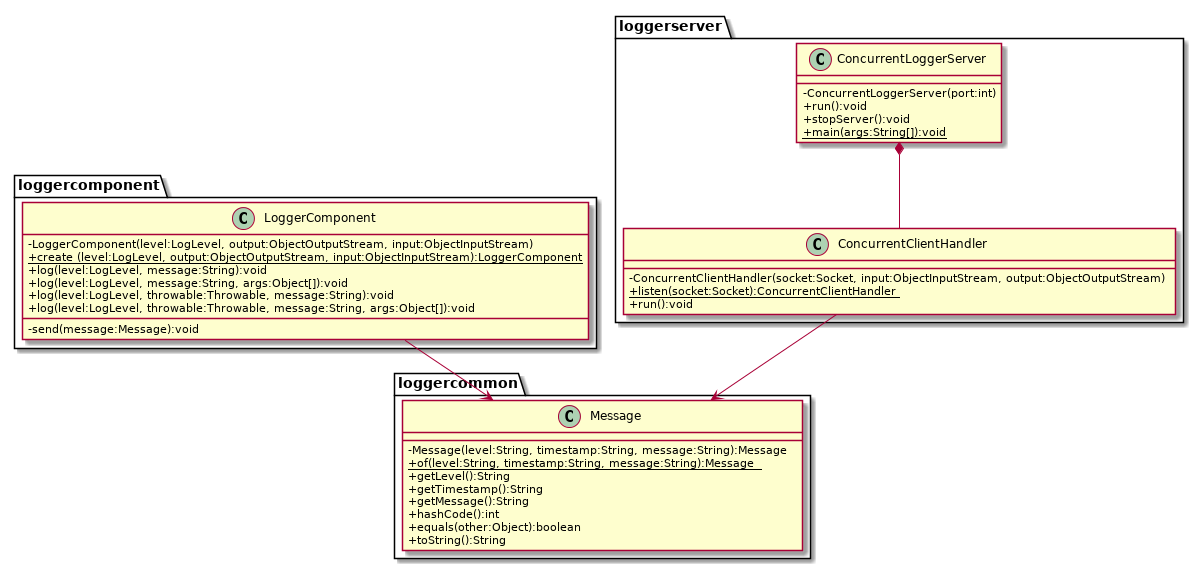 loggerserver
C ConcurrentLoggerServer
-ConcurrentLoggerServer(port:int)
+run():void
+stopServer():void
+main(args:String[]):void
loggercomponent
C LoggerComponent
-LoggerComponent(level:LogLevel, output:ObjectOutputStream, input:ObjectInputStream)
+create (level:LogLevel, output:ObjectOutputStream, input:ObjectInputStream):LoggerComponent
+log(level:LogLevel, message:String):void
+log(level:LogLevel, message:String, args:Object[]):void
+log(level:LogLevel, throwable:Throwable, message:String):void
+log(level:LogLevel, throwable:Throwable, message:String, args:Object[]):void
-send(message:Message):void
C ConcurrentClientHandler
-ConcurrentClientHandler(socket:Socket, input:ObjectInputStream, output:ObjectOutputStream)
+listen(socket:Socket):ConcurrentClientHandler
+run():void
loggercommon
C Message
-Message(level:String, timestamp:String, message:String):Message
+of(level:String, timestamp:String, message:String):Message
+getLevel():String
+getTimestamp():String
+getMessage():String
+hashCode():int
+equals(other:Object):boolean
+toString():String